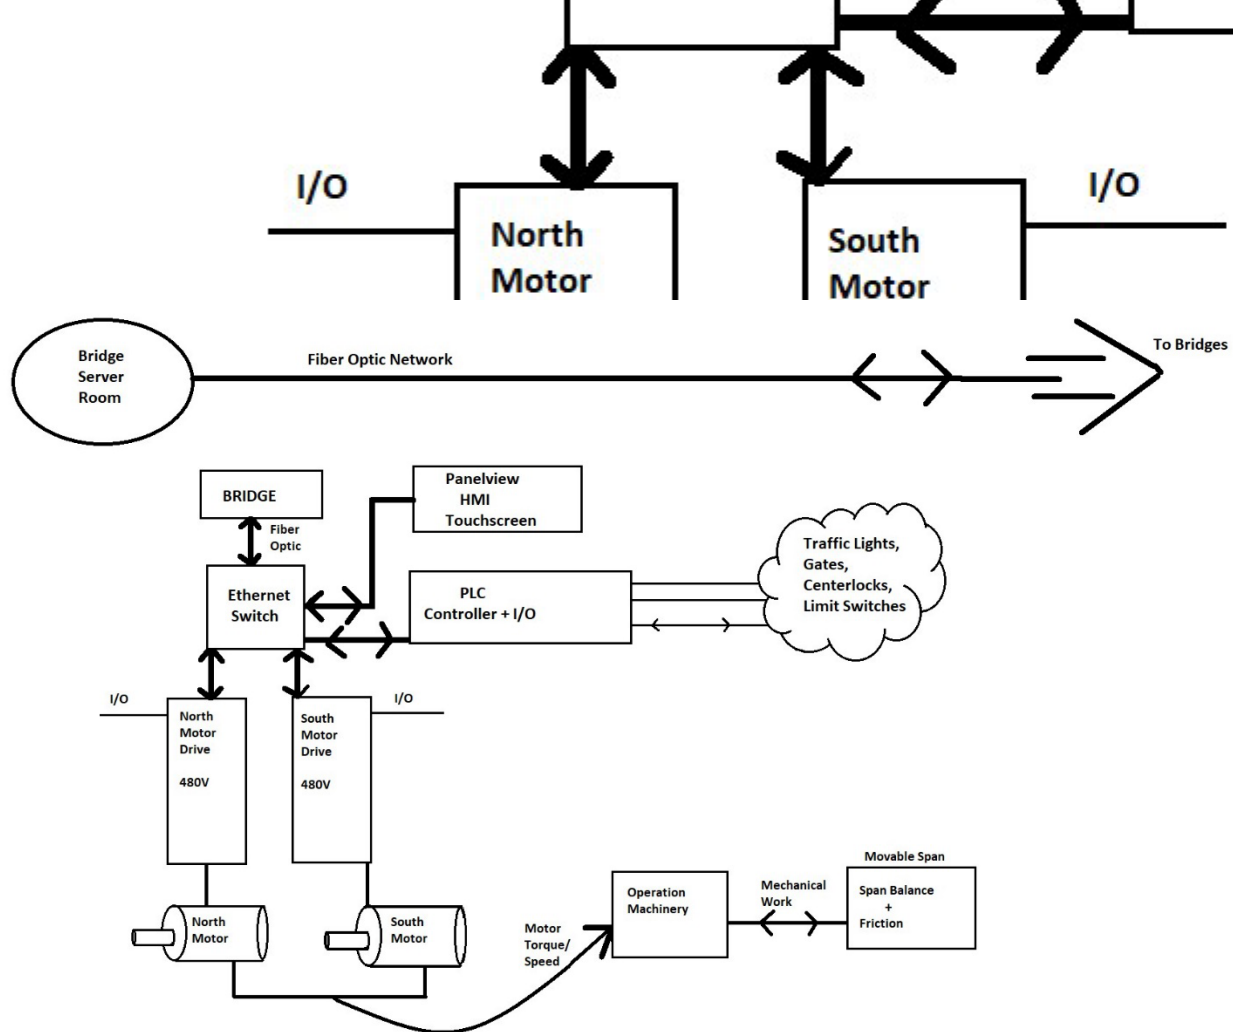 I/O
I/O
North
Motor
South
Motor
Bridge
Server
Room
Fiber Optic Network
To Bridges
BRIDGE
Fiber
Optic
Panelview
HMI
Touchscreen
Ethernet
Switch
PLC
Controller + I/O
Traffic Lights,
Gates,
Centerlocks,
Limit Switches
I/O
North
Motor
Drive
480V
South
Motor
Drive
480V
I/O
North
Motor
South
Motor
Motor
Torque/
Speed
Operation
Machinery
Mechanical
Work
Movable Span
Span Balance
+
Friction